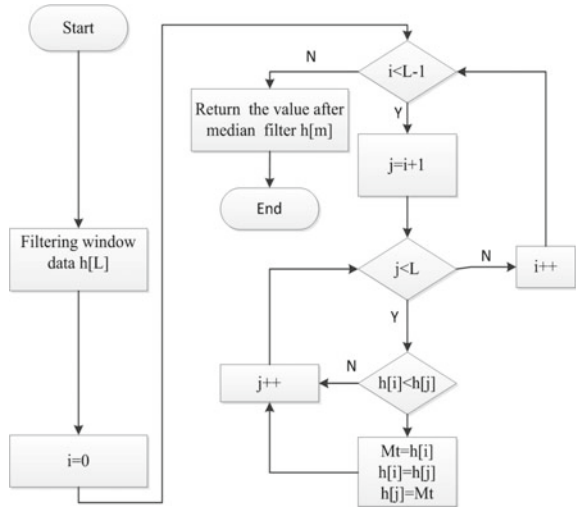 Start
Filtering window
data h[L]
i=0
i<L-1
N
Y
Return the value after
median filter h[m]
End
j=i+1
j<L
N
i++
Y
h[i]<h[j]
N
j++
Mt=h[i]
h[i]=h[j]
h[j]=Mt